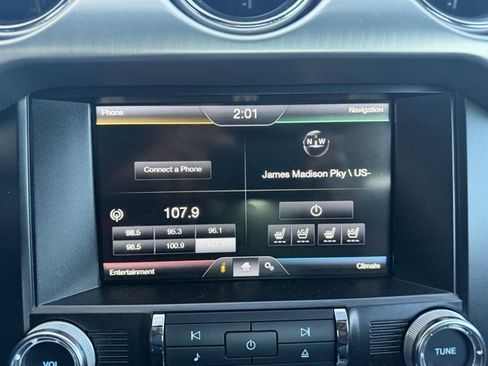 Phone
2:01
Navigation
N W
Connect a Phone
James Madison Pky \ US-
107.9
98.5 95.3 96.1
96.5 100.9 107.9
Entertainment
Climate
VOL
TUNE